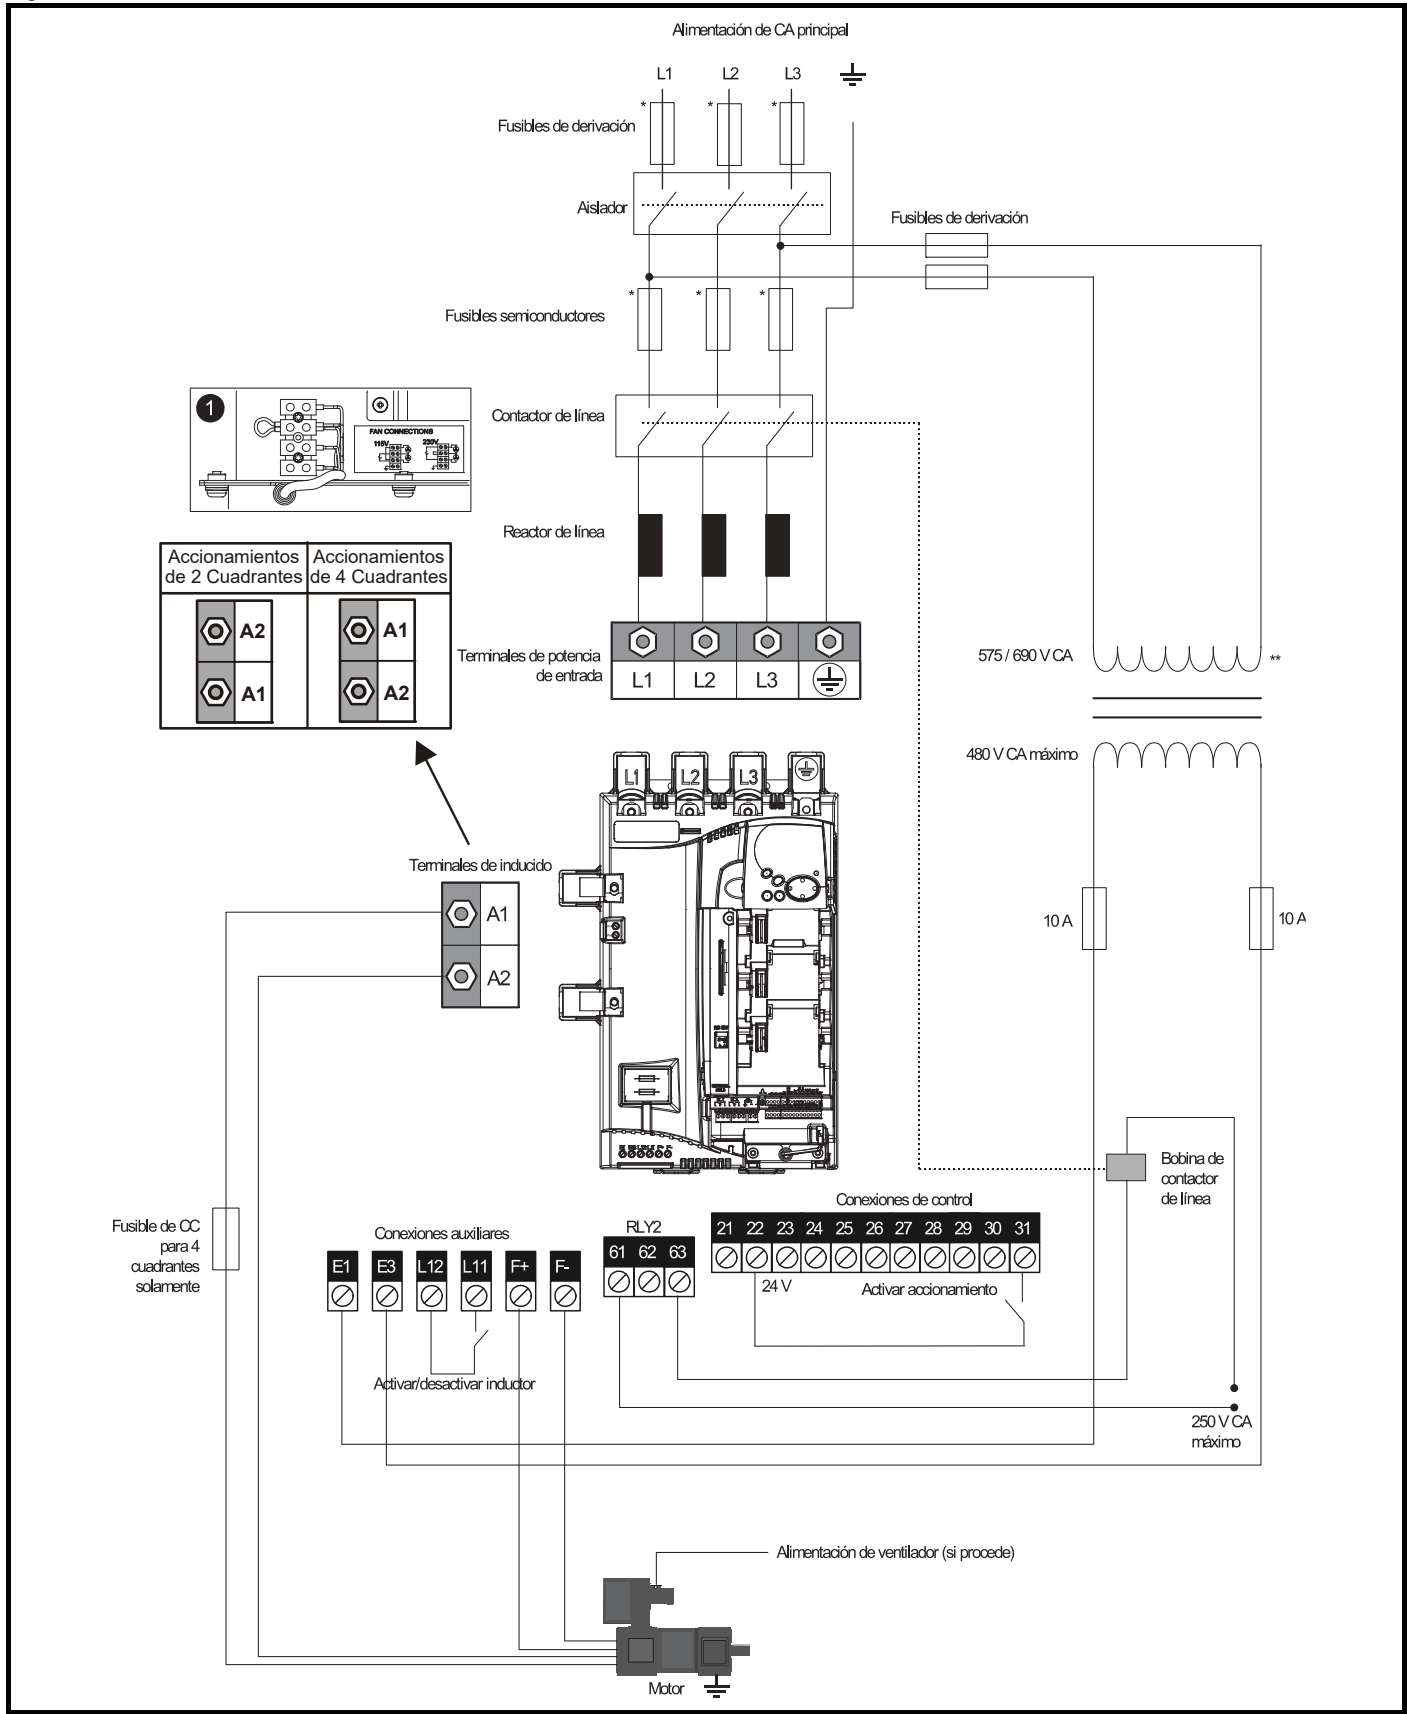 Alimentación de CA principal
L1 L2 L3
* * *
Fusibles de derivación
Aislador
Fusibles de derivación
* * *
Fusibles semiconductores
1
FAN CONNECTIONS
115V 230V
Contactor de línea
Reactor de línea
Accionamientos de 2 Cuadrantes
Accionamientos de 4 Cuadrantes
A2 A1
A1 A2
Terminales de potencia
de entrada
L1 L2 L3
575 / 690 V CA **
480 V CA máximo
L1 L2 L3
Terminales de inducido
A1
A2
10 A 10 A
Bobina de
contactor
de línea
Fusible de CC
para 4
cuadrantes
solamente
Conexiones auxiliares
E1 E3 L12 L11 F+ F-
Activar/desactivar inductor
RLY2
61 62 63
Conexiones de control
21 22 23 24 25 26 27 28 29 30 31
24 V
Activar accionamiento
250 V CA
máximo
Alimentación de ventilador (si procede)
Motor